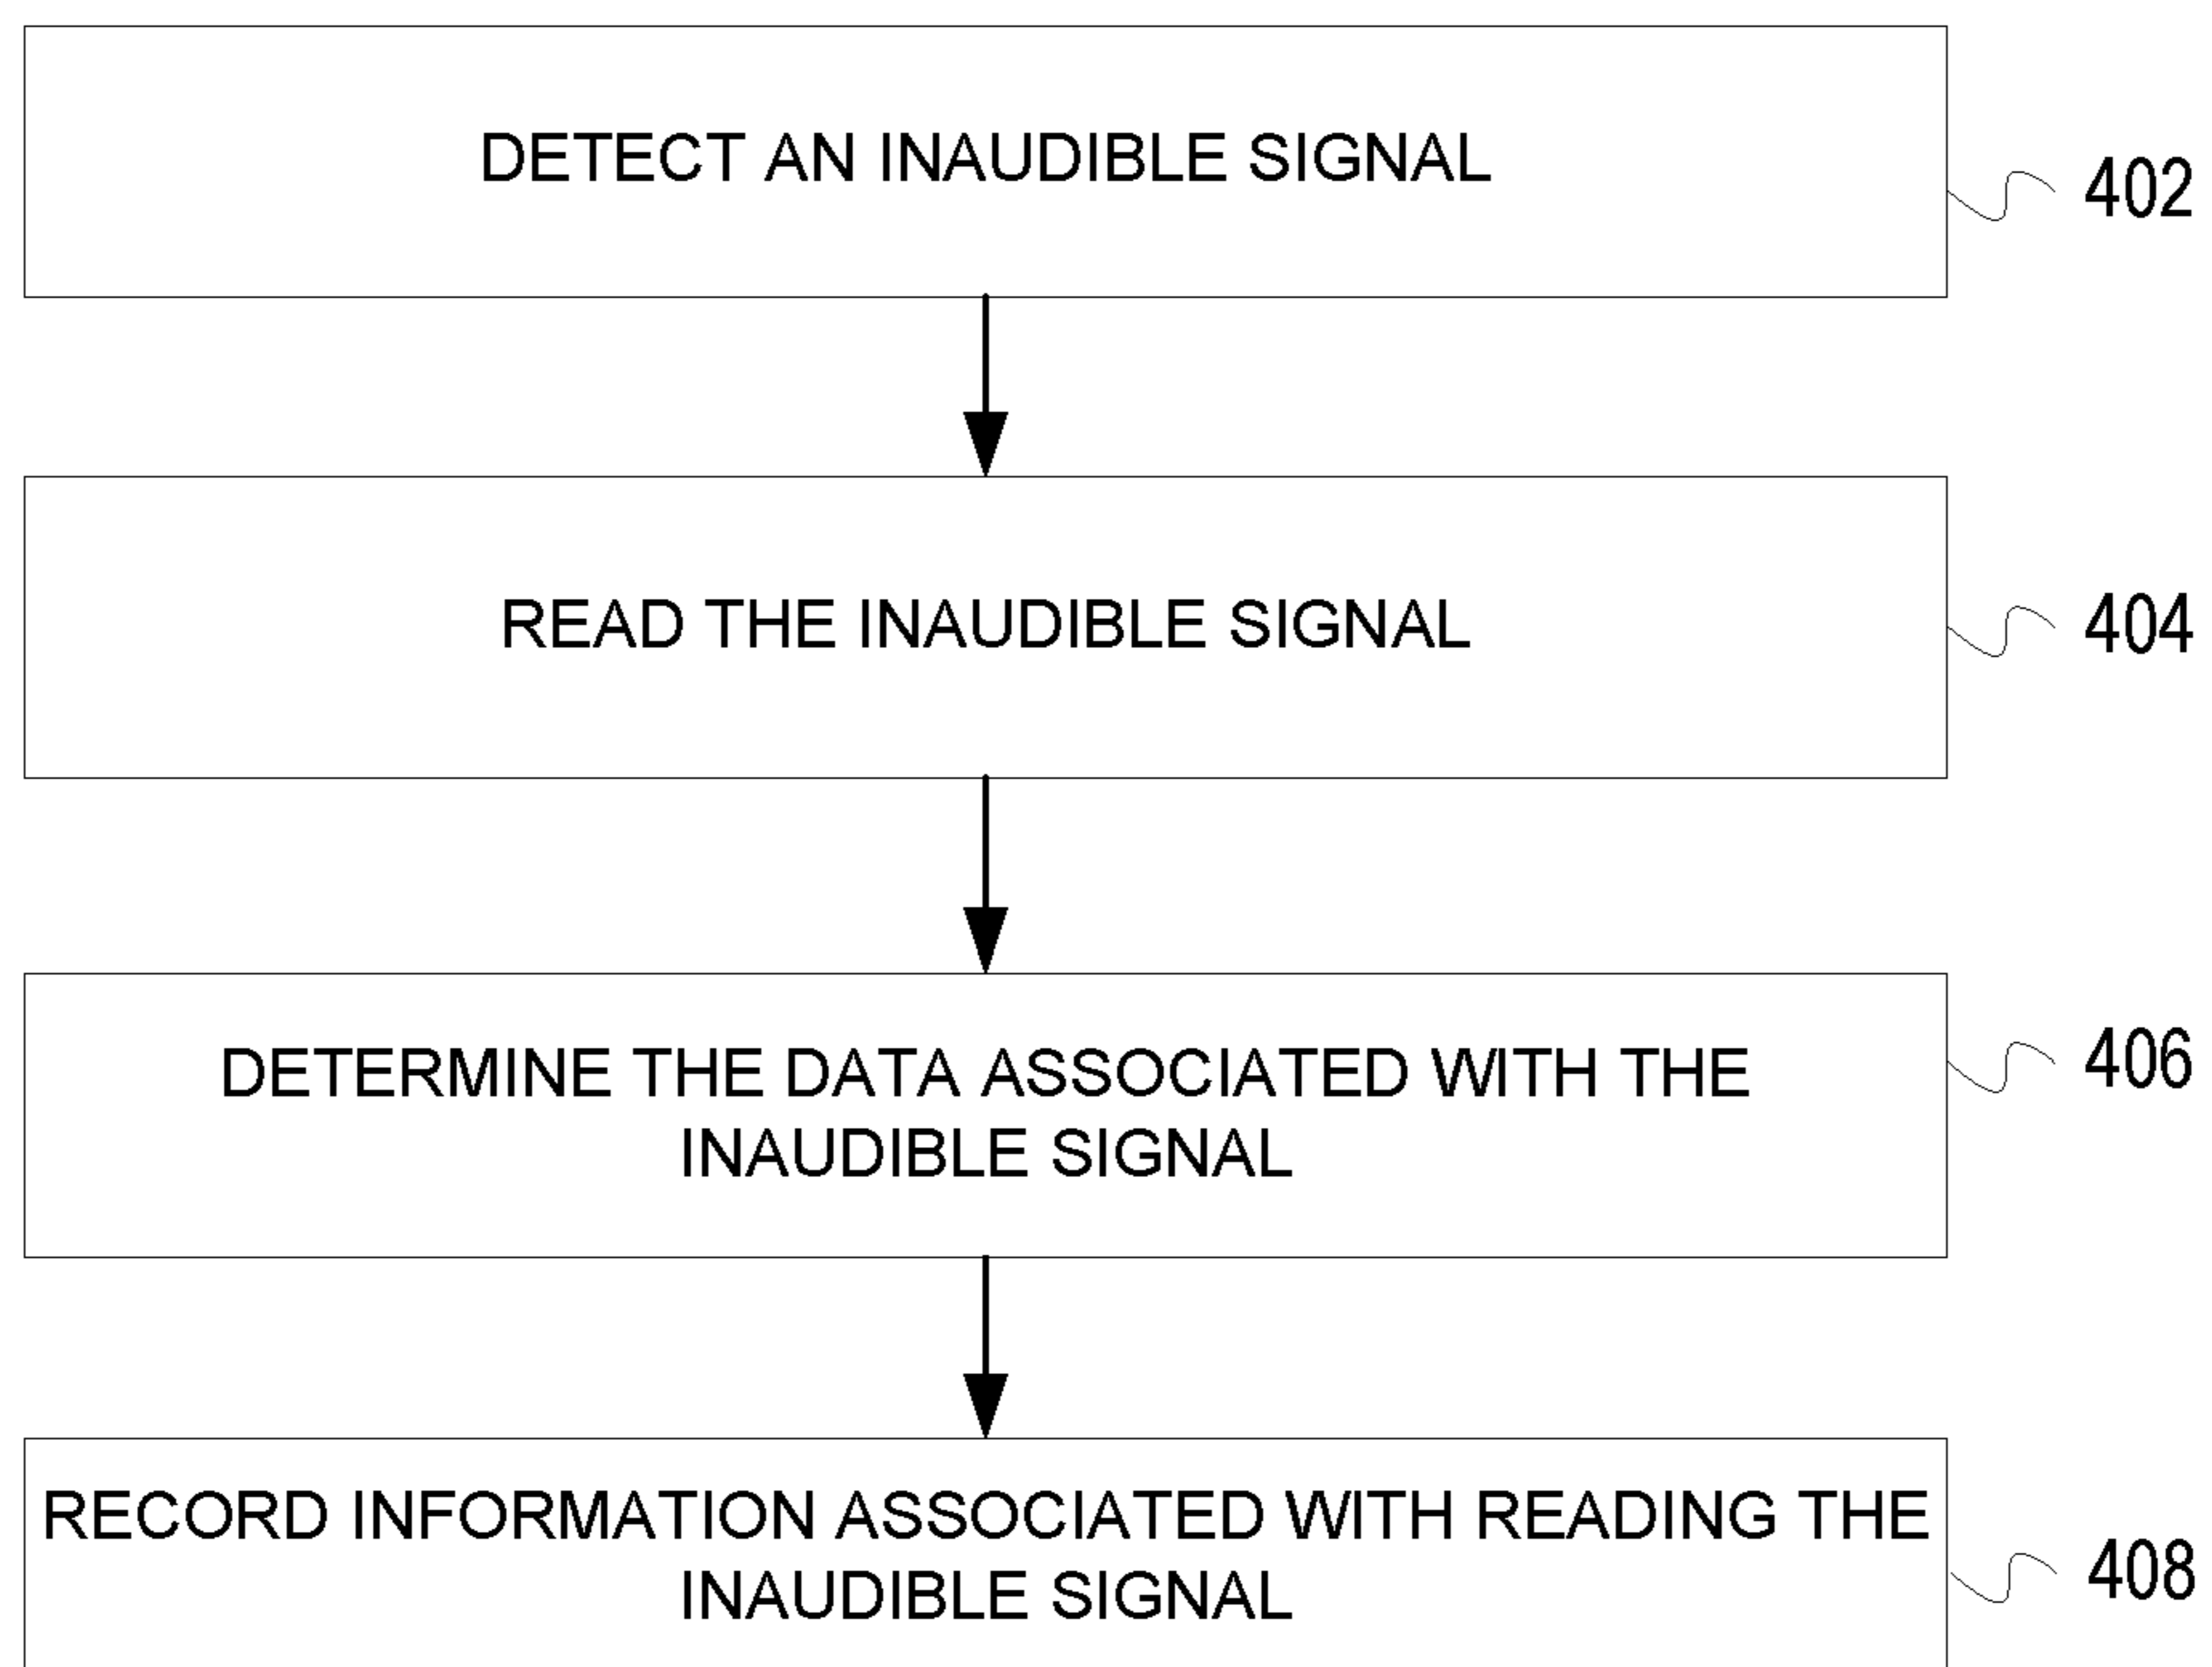 DETECT AN INAUDIBLE SIGNAL
402
READ THE INAUDIBLE SIGNAL
404
DETERMINE THE DATA ASSOCIATED WITH THE
INAUDIBLE SIGNAL
406
RECORD INFORMATION ASSOCIATED WITH READING THE
INAUDIBLE SIGNAL
408